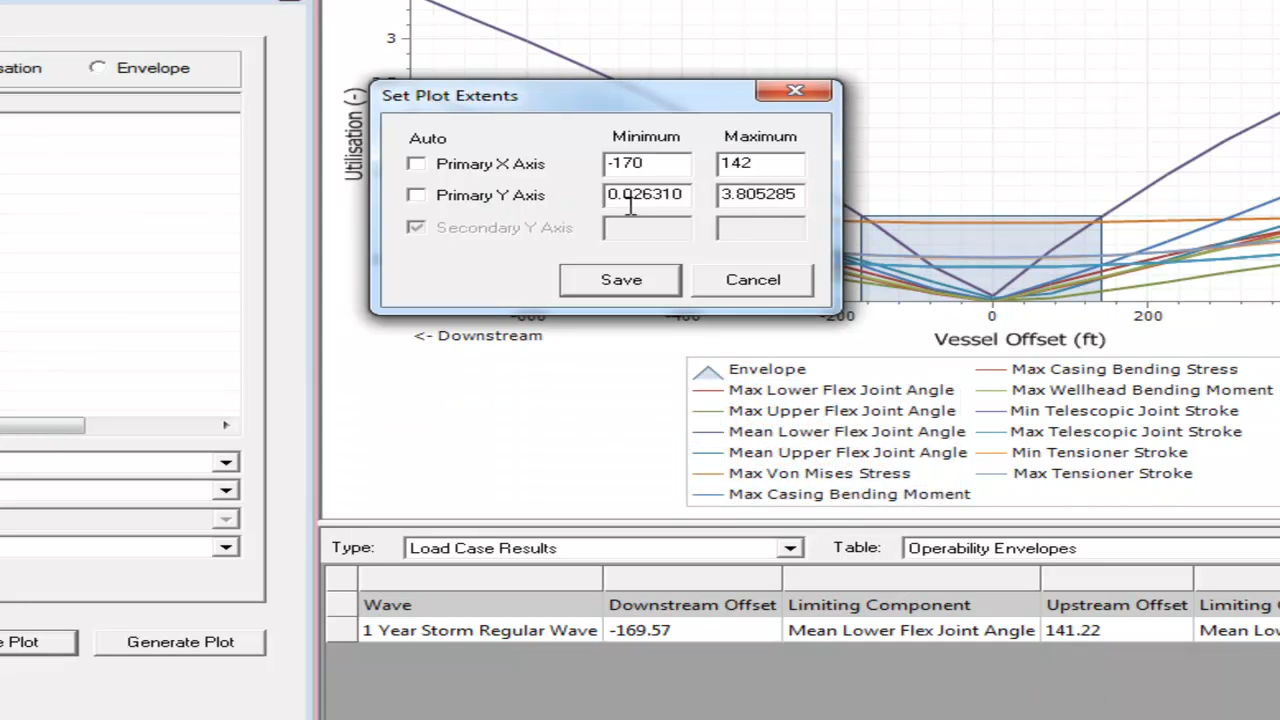 sation
Envelope
e Plot
Generate Plot
3
Utilisation (-)
Set Plot Extents
Auto
Minimum
Maximum
Primary X Axis
-170
142
Primary Y Axis
0.026310
3.805285
Secondary Y Axis
Save
Cancel
-200
0
200
<- Downstream
Vessel Offset (ft)
Envelope
Max Casing Bending Stress
Max Lower Flex Joint Angle
Max Wellhead Bending Moment
Max Upper Flex Joint Angle
Min Telescopic Joint Stroke
Mean Lower Flex Joint Angle
Max Telescopic Joint Stroke
Mean Upper Flex Joint Angle
Min Tensioner Stroke
Max Von Mises Stress
Max Tensioner Stroke
Max Casing Bending Moment
Type:
Load Case Results
Table:
Operability Envelopes
Wave Downstream Offset Limiting Component Upstream Offset Limiting
1 Year Storm Regular Wave -169.57 Mean Lower Flex Joint Angle 141.22 Mean Lo